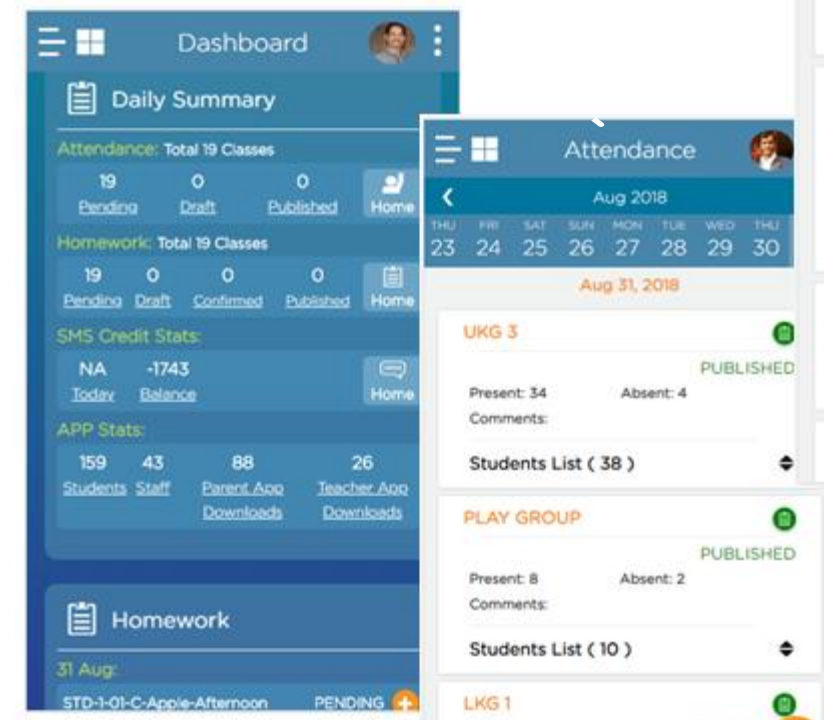 Dashboard
Daily Summary
Attendance: Total 19 Classes
19 0 0
Pending Draft Published Home
Homework: Total 19 Classes
19 0 0 0
Pending Draft Confirmed Published Home
SMS Credit Stats:
NA -1743
Today Balance Home
APP Stats:
159 43 88 26
Students Staff Parent App Teacher App
Downloads Downloads
Homework
31 Aug:
STD-1-01-C-Apple-Afternoon PENDING
Attendance
Aug 2018
THU FRI SAT SUN MON TUE WED THU
23 24 25 26 27 28 29 30
Aug 31, 2018
UKG 3
PUBLISHED
Present: 34 Absent: 4
Comments:
Students List ( 38 )
PLAY GROUP
PUBLISHED
Present: 8 Absent: 2
Comments:
Students List ( 10 )
LKG 1